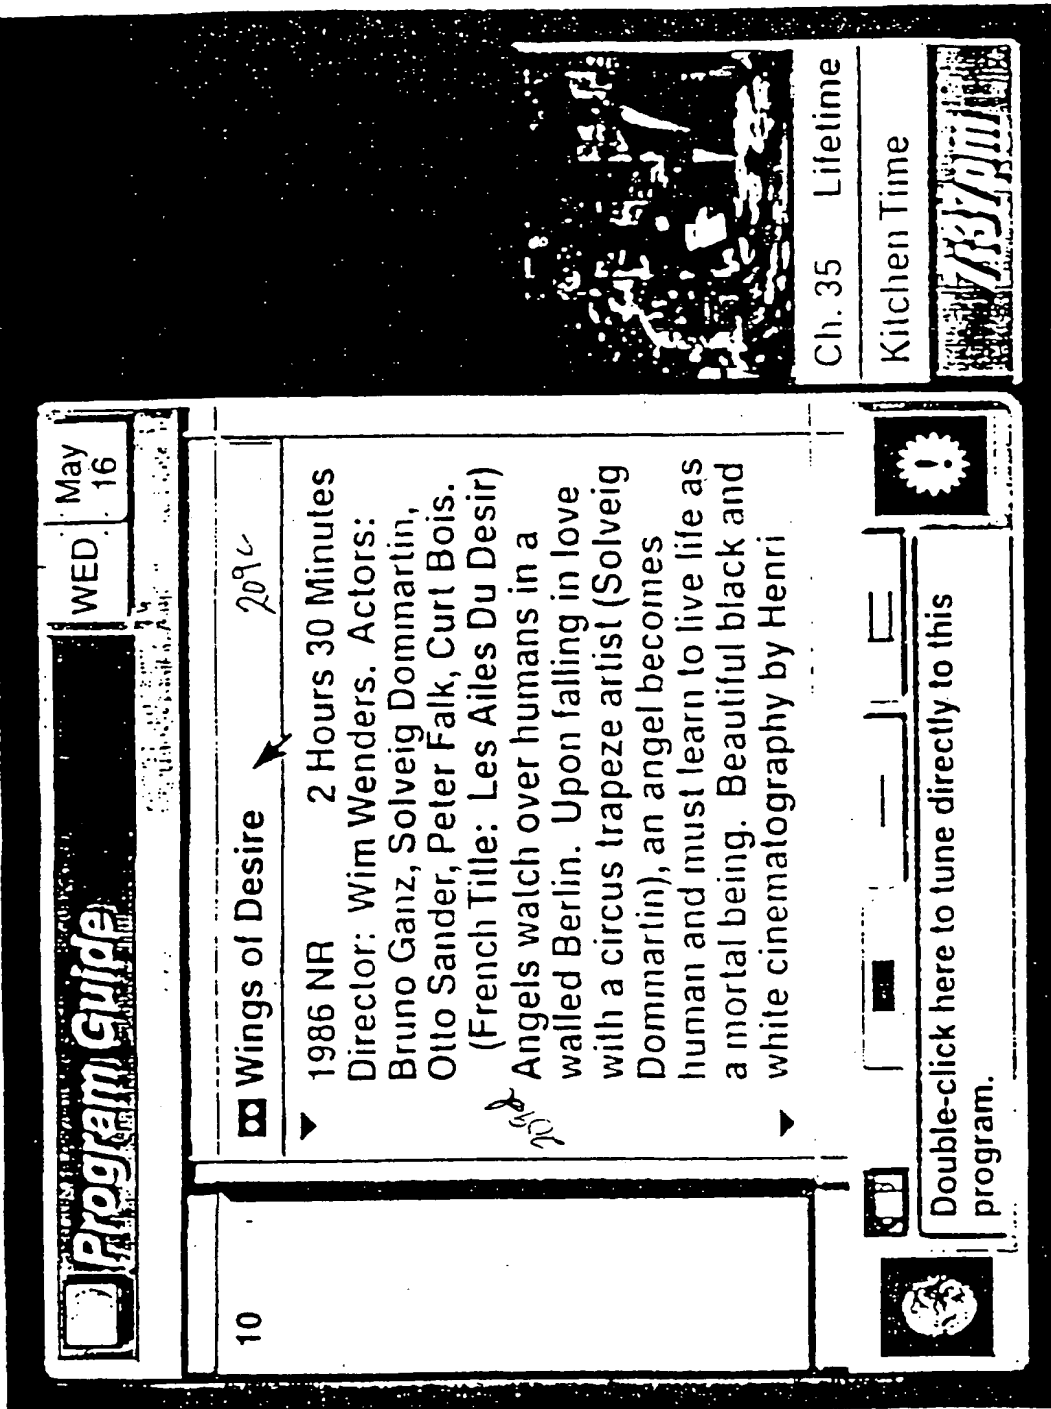 Program Guide
WED
May
16
10
Wings of Desire
209c
1986 NR 2 Hours 30 Minutes
Director: Wim Wenders. Actors:
Bruno Ganz, Solveig Dommartin,
Otto Sander, Peter Falk, Curt Bois.
(French Title: Les Ailes Du Desir)
Angels watch over humans in a
walled Berlin. Upon falling in love
with a circus trapeze artist (Solveig
Dommartin), an angel becomes
human and must learn to live life as
a mortal being. Beautiful black and
white cinematography by Henri
Double-click here to tune directly to this
program.
!
Ch. 35 Lifetime
Kitchen Time
7:37pm